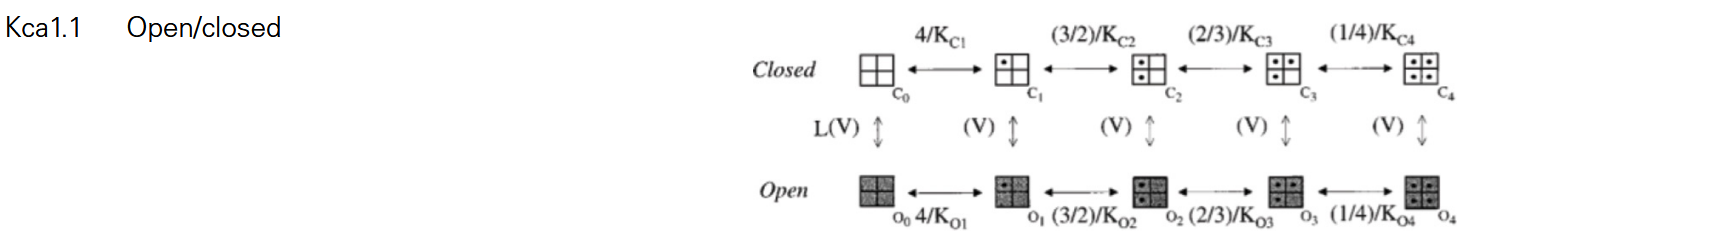 Kca1.1 Open/closed
4/K_C1 (3/2)/K_C2 (2/3)/K_C3 (1/4)/K_C4
Closed
C₀ C₁ C₂ C₃ C₄
L(V) (V) (V) (V) (V)
Open
O₀ 4/K_O1 O₁ (3/2)/K_O2 O₂ (2/3)/K_O3 O₃ (1/4)/K_O4 O₄